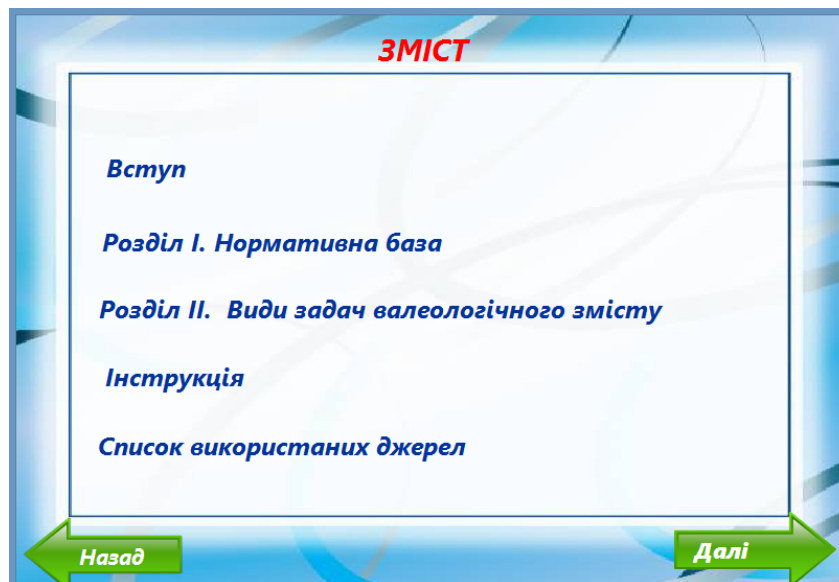 ЗМІСТ
Вступ
Розділ І. Нормативна база
Розділ ІІ. Види задач валеологічного змісту
Інструкція
Список використаних джерел
Назад
Далі